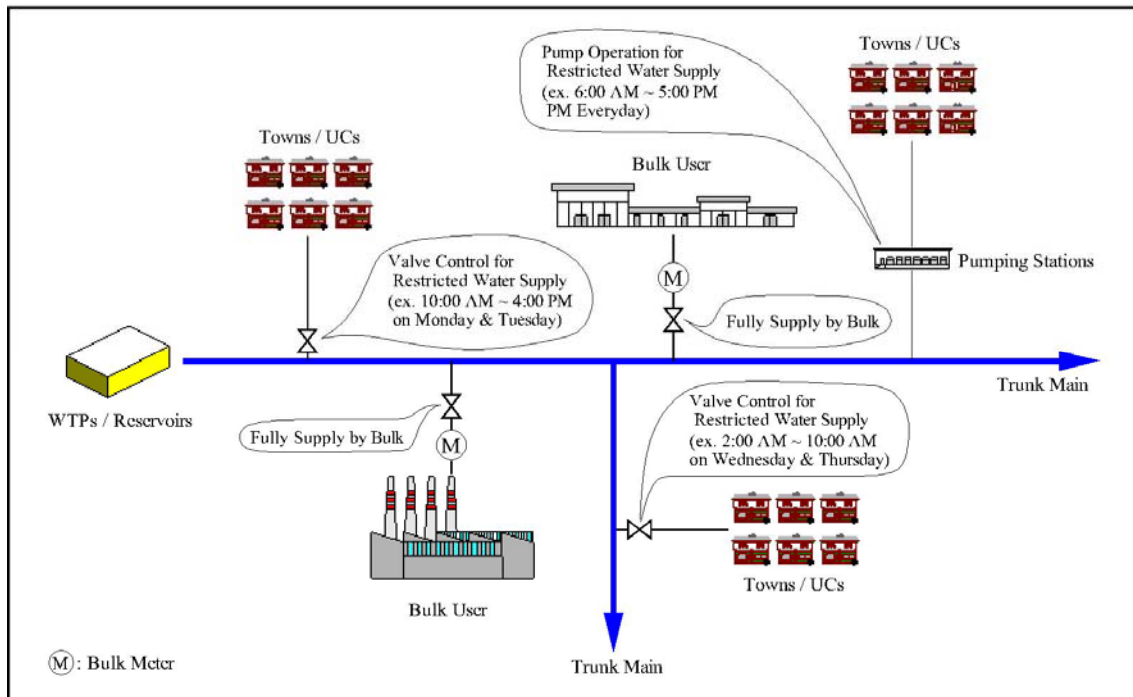 Pump Operation for
Restricted Water Supply
(ex. 6:00 AM ~ 5:00 PM
PM Everyday)
Towns / UCs
Towns / UCs
Bulk User
Valve Control for
Restricted Water Supply
(ex. 10:00 AM ~ 4:00 PM
on Monday & Tuesday)
M
Pumping Stations
Fully Supply by Bulk
WTPs / Reservoirs
Trunk Main
Fully Supply by Bulk
M
Valve Control for
Restricted Water Supply
(ex. 2:00 AM ~ 10:00 AM
on Wednesday & Thursday)
Bulk User
Towns / UCs
M : Bulk Meter
Trunk Main